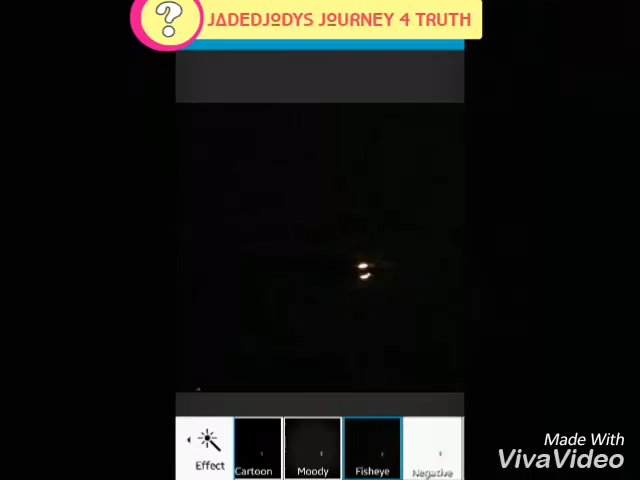 ?
JADEDJODYS JOURNEY 4 TRUTH
Effect
Cartoon
Moody
Fisheye
Negative
Made With
VivaVideo